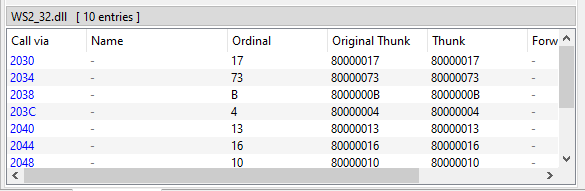 WS2_32.dll [ 10 entries ]
Call via Name Ordinal Original Thunk Thunk Forw
2030 - 17 80000017 80000017 -
2034 - 73 80000073 80000073 -
2038 - B 8000000B 8000000B -
203C - 4 80000004 80000004 -
2040 - 13 80000013 80000013 -
2044 - 16 80000016 80000016 -
2048 - 10 80000010 80000010 -